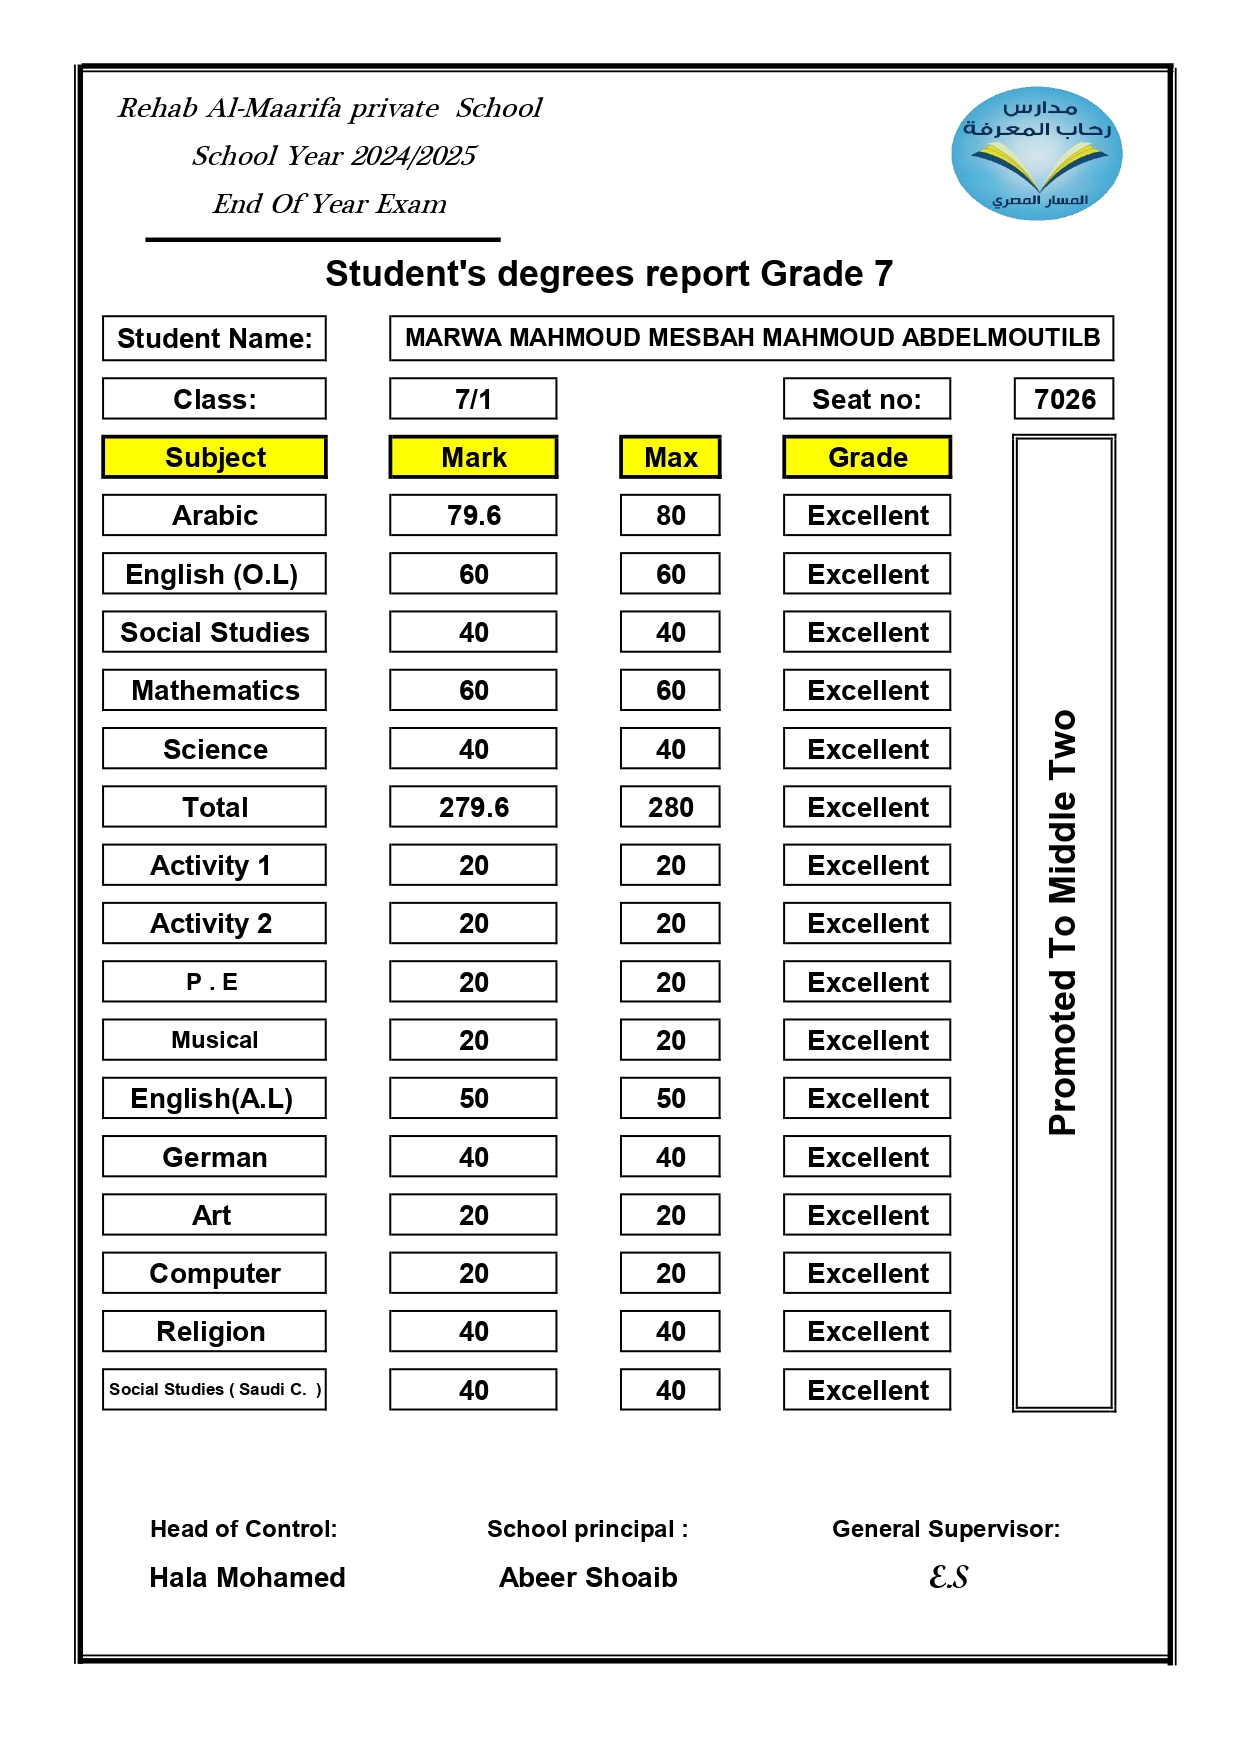 Rehab Al-Maarifa private School
School Year 2024/2025
End Of Year Exam
مدارس
رحاب المعرفة
المسار المصري
Student's degrees report Grade 7
Student Name: MARWA MAHMOUD MESBAH MAHMOUD ABDELMOUTILB
Class: 7/1 Seat no: 7026
Subject Mark Max Grade
Arabic 79.6 80 Excellent
English (O.L) 60 60 Excellent
Social Studies 40 40 Excellent
Mathematics 60 60 Excellent
Science 40 40 Excellent
Total 279.6 280 Excellent
Activity 1 20 20 Excellent
Activity 2 20 20 Excellent
P . E 20 20 Excellent
Musical 20 20 Excellent
English(A.L) 50 50 Excellent
German 40 40 Excellent
Art 20 20 Excellent
Computer 20 20 Excellent
Religion 40 40 Excellent
Social Studies ( Saudi C. ) 40 40 Excellent
Promoted To Middle Two
Head of Control: School principal : General Supervisor:
Hala Mohamed Abeer Shoaib E.S